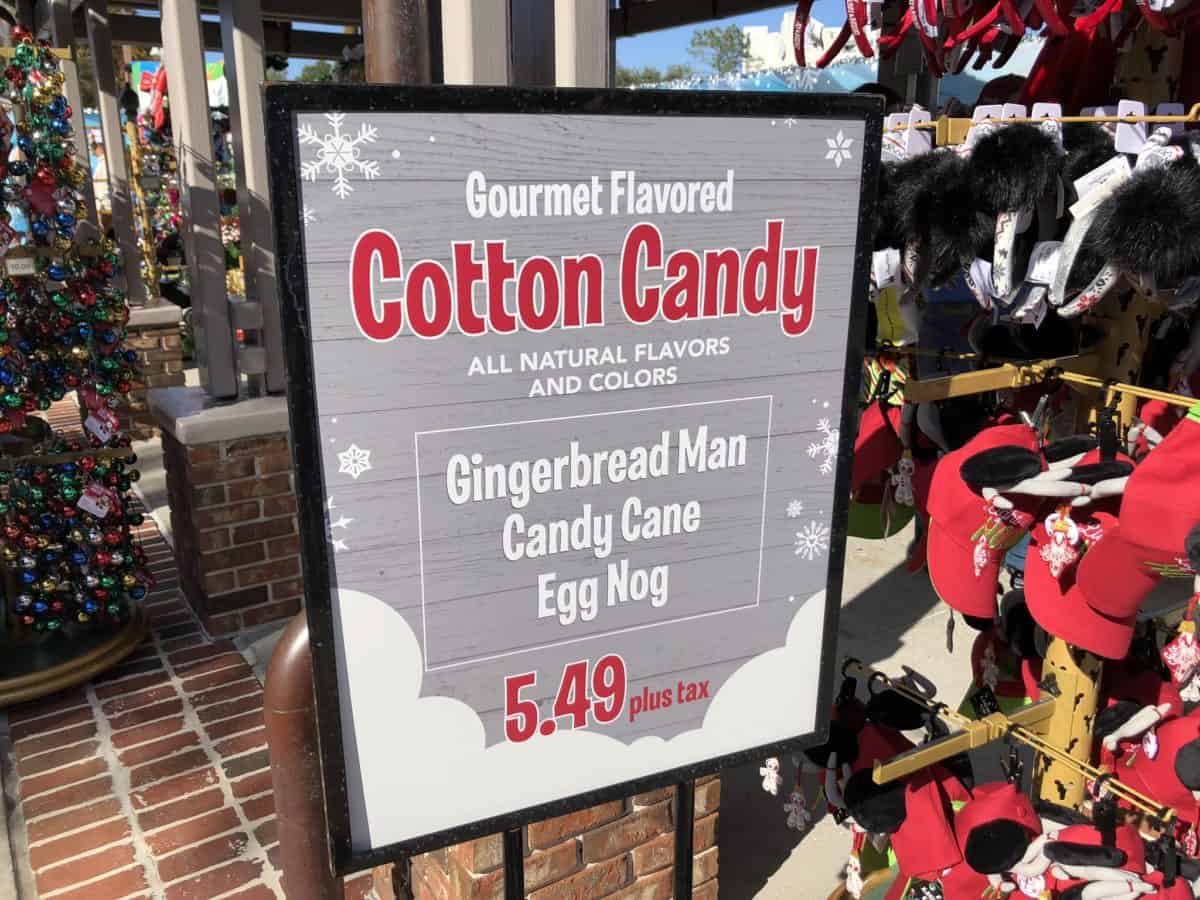 Gourmet Flavored
Cotton Candy
ALL NATURAL FLAVORS
AND COLORS
Gingerbread Man
Candy Cane
Egg Nog
5.49 plus tax